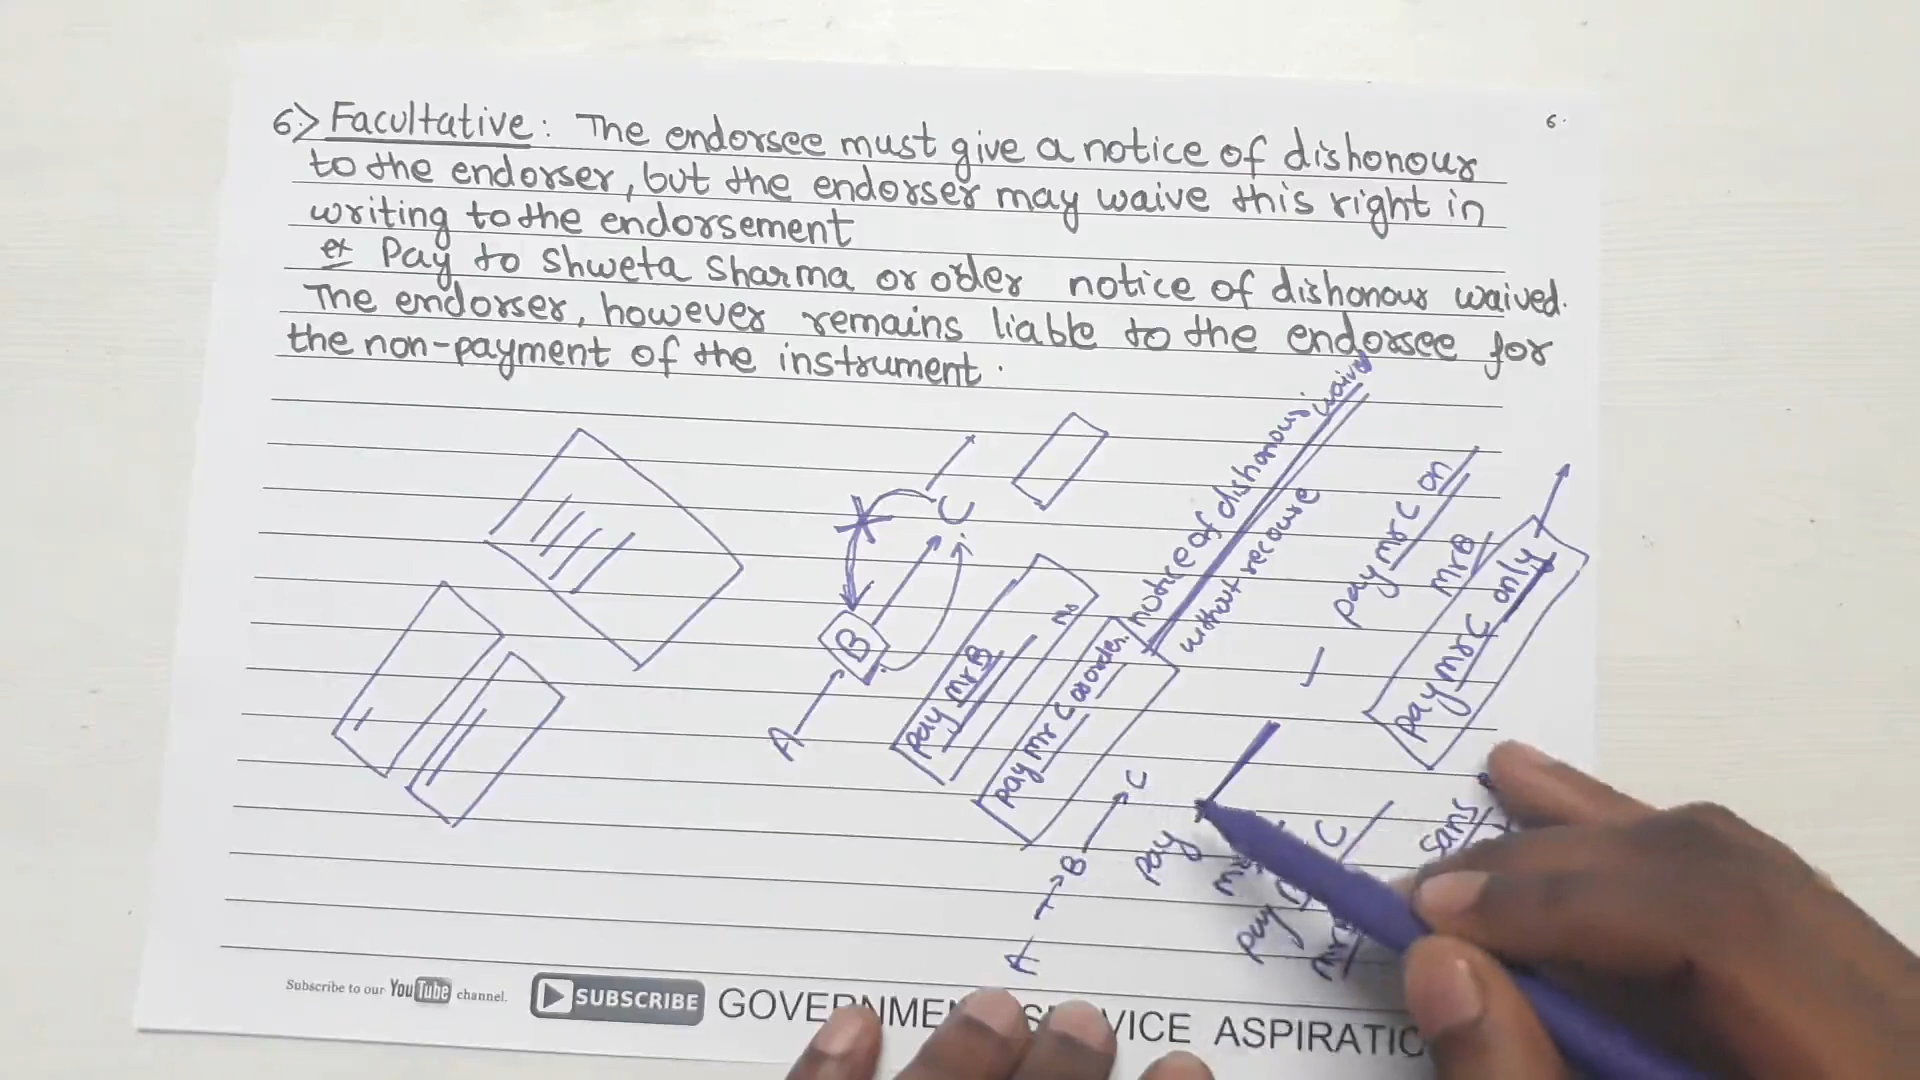 6.
6> Facultative: The endorsee must give a notice of dishonour
to the endorser, but the endorser may waive this right in
writing to the endorsement
ex Pay to Shweta Sharma or order notice of dishonour waived.
The endorser, however remains liable to the endorsee for
the non-payment of the instrument.
C
B
A
pay mr B
pay mr C or order.
notice of dishonour waived
without recourse
pay mr C on
mr B
pay mr C only
A → B → C
pay
C
pay
sans
Subscribe to our YouTube channel.
SUBSCRIBE